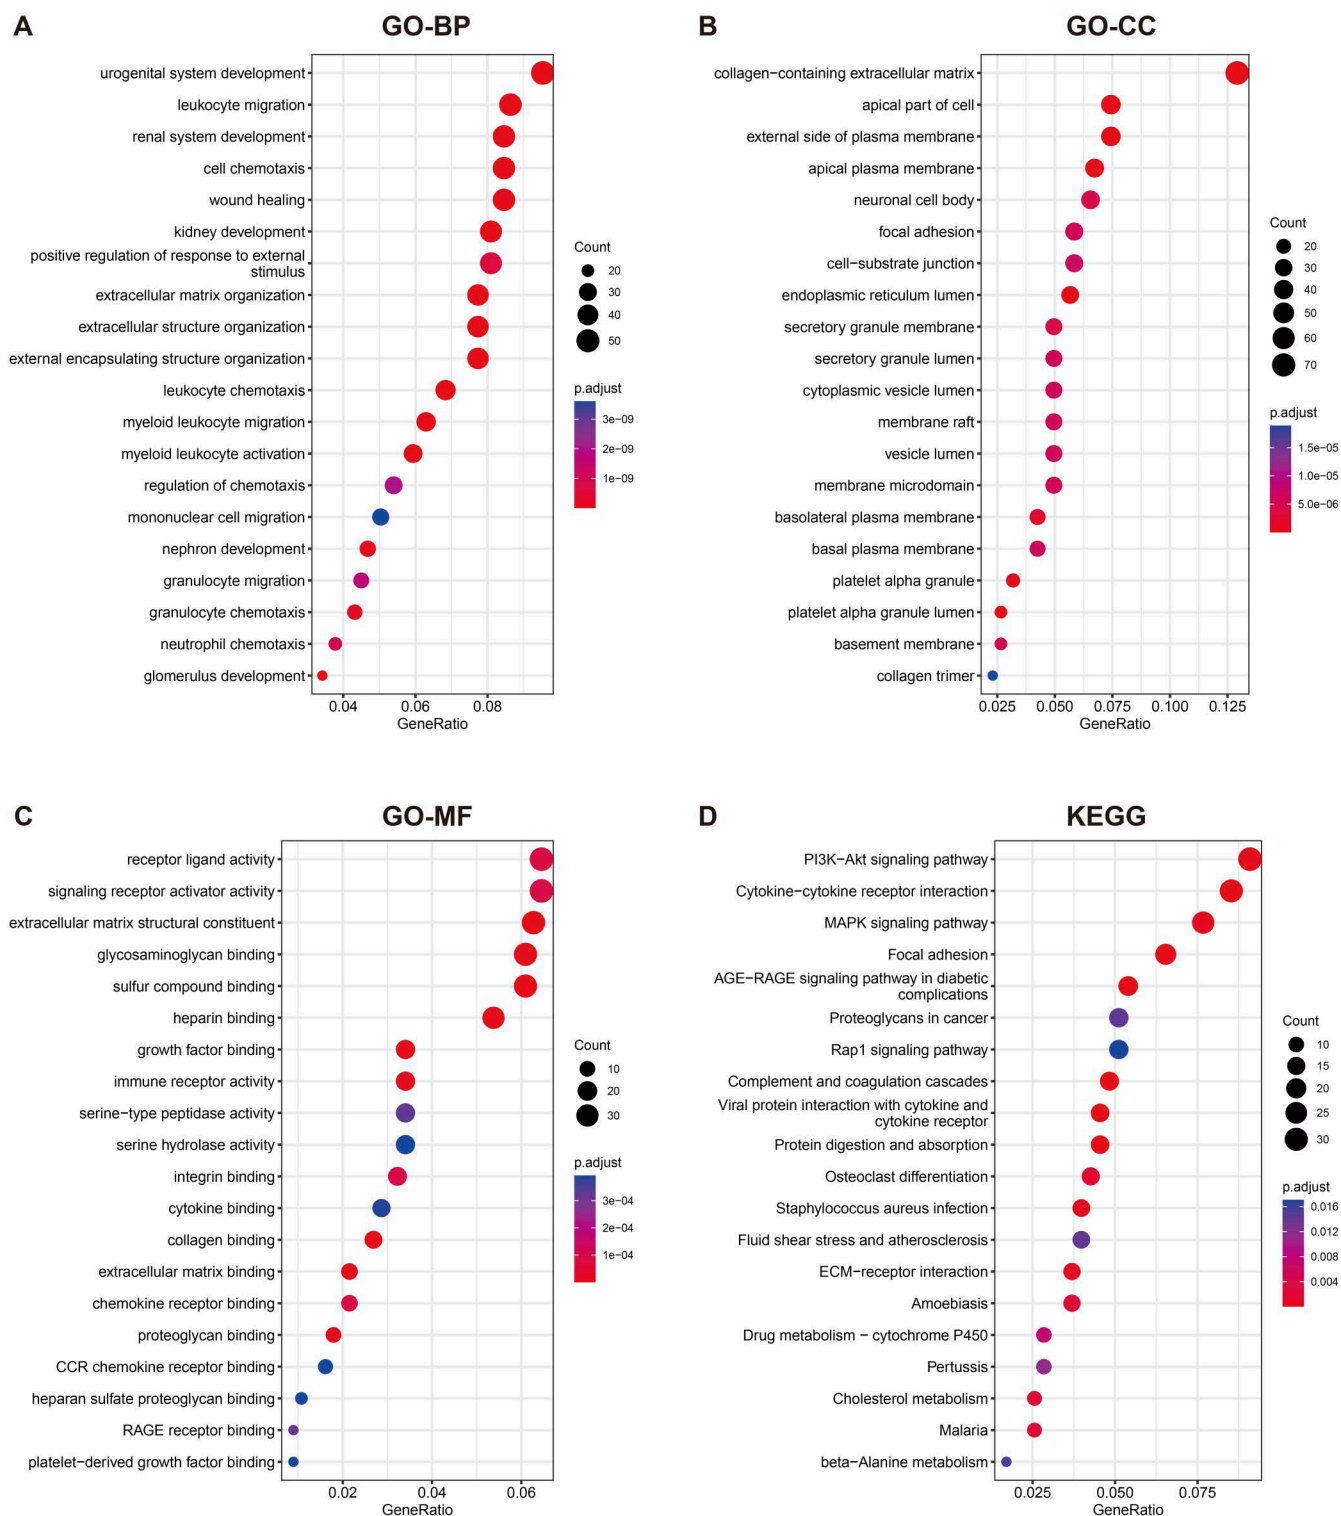 A
GO-BP
urogenital system development
leukocyte migration
renal system development
cell chemotaxis
wound healing
kidney development
positive regulation of response to external
stimulus
extracellular matrix organization
extracellular structure organization
external encapsulating structure organization
leukocyte chemotaxis
myeloid leukocyte migration
myeloid leukocyte activation
regulation of chemotaxis
mononuclear cell migration
nephron development
granulocyte migration
granulocyte chemotaxis
neutrophil chemotaxis
glomerulus development
0.04 0.06 0.08
GeneRatio
Count
20
30
40
50
p.adjust
3e−09
2e−09
1e−09
B
GO-CC
collagen−containing extracellular matrix
apical part of cell
external side of plasma membrane
apical plasma membrane
neuronal cell body
focal adhesion
cell−substrate junction
endoplasmic reticulum lumen
secretory granule membrane
secretory granule lumen
cytoplasmic vesicle lumen
membrane raft
vesicle lumen
membrane microdomain
basolateral plasma membrane
basal plasma membrane
platelet alpha granule
platelet alpha granule lumen
basement membrane
collagen trimer
0.025 0.050 0.075 0.100 0.125
GeneRatio
Count
20
30
40
50
60
70
p.adjust
1.5e−05
1.0e−05
5.0e−06
C
GO-MF
receptor ligand activity
signaling receptor activator activity
extracellular matrix structural constituent
glycosaminoglycan binding
sulfur compound binding
heparin binding
growth factor binding
immune receptor activity
serine−type peptidase activity
serine hydrolase activity
integrin binding
cytokine binding
collagen binding
extracellular matrix binding
chemokine receptor binding
proteoglycan binding
CCR chemokine receptor binding
heparan sulfate proteoglycan binding
RAGE receptor binding
platelet−derived growth factor binding
0.02 0.04 0.06
GeneRatio
Count
10
20
30
p.adjust
3e−04
2e−04
1e−04
D
KEGG
PI3K−Akt signaling pathway
Cytokine−cytokine receptor interaction
MAPK signaling pathway
Focal adhesion
AGE−RAGE signaling pathway in diabetic
complications
Proteoglycans in cancer
Rap1 signaling pathway
Complement and coagulation cascades
Viral protein interaction with cytokine and
cytokine receptor
Protein digestion and absorption
Osteoclast differentiation
Staphylococcus aureus infection
Fluid shear stress and atherosclerosis
ECM−receptor interaction
Amoebiasis
Drug metabolism − cytochrome P450
Pertussis
Cholesterol metabolism
Malaria
beta−Alanine metabolism
0.025 0.050 0.075
GeneRatio
Count
10
15
20
25
30
p.adjust
0.016
0.012
0.008
0.004